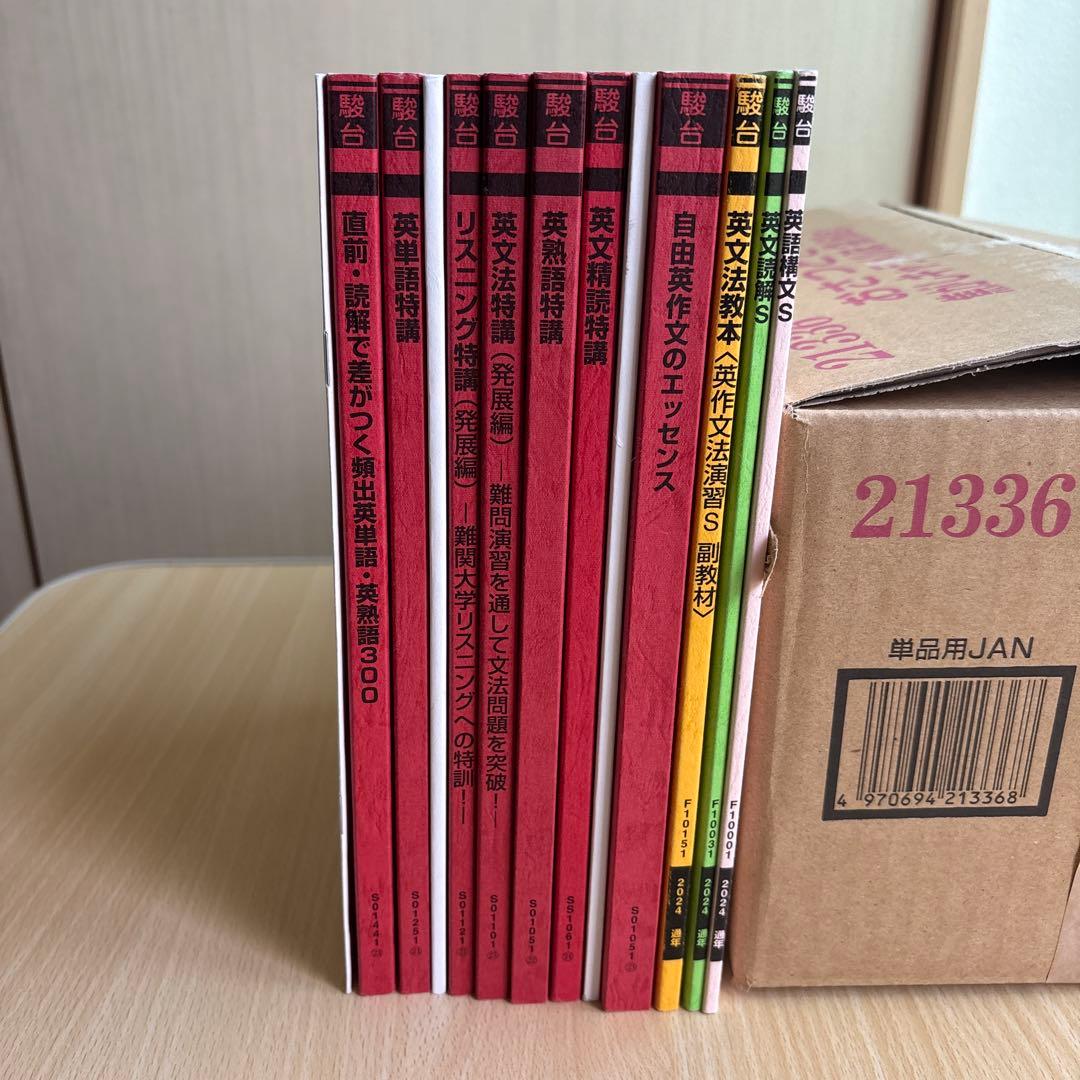 駿台
直前・読解で差がつく頻出英単語・英熟語300
S01441
駿台
英単語特講
S01251
駿台
リスニング特講(発展編)―難関大学リスニングへの特訓!―
S01121
駿台
英文法特講(発展編)―難問演習を通して文法問題を突破!―
S01101
駿台
英熟語特講
S01051
駿台
英文精読特講
SS1061
駿台
自由英作文のエッセンス
S01051
駿台
英文法教本〈英作文法演習S 副教材〉
F10151
2024 通年
駿台
英文読解S
F10031
2024 通年
駿台
英語構文S
F10001
2024 通年
21336
21336
単品用JAN
4 970694 213368